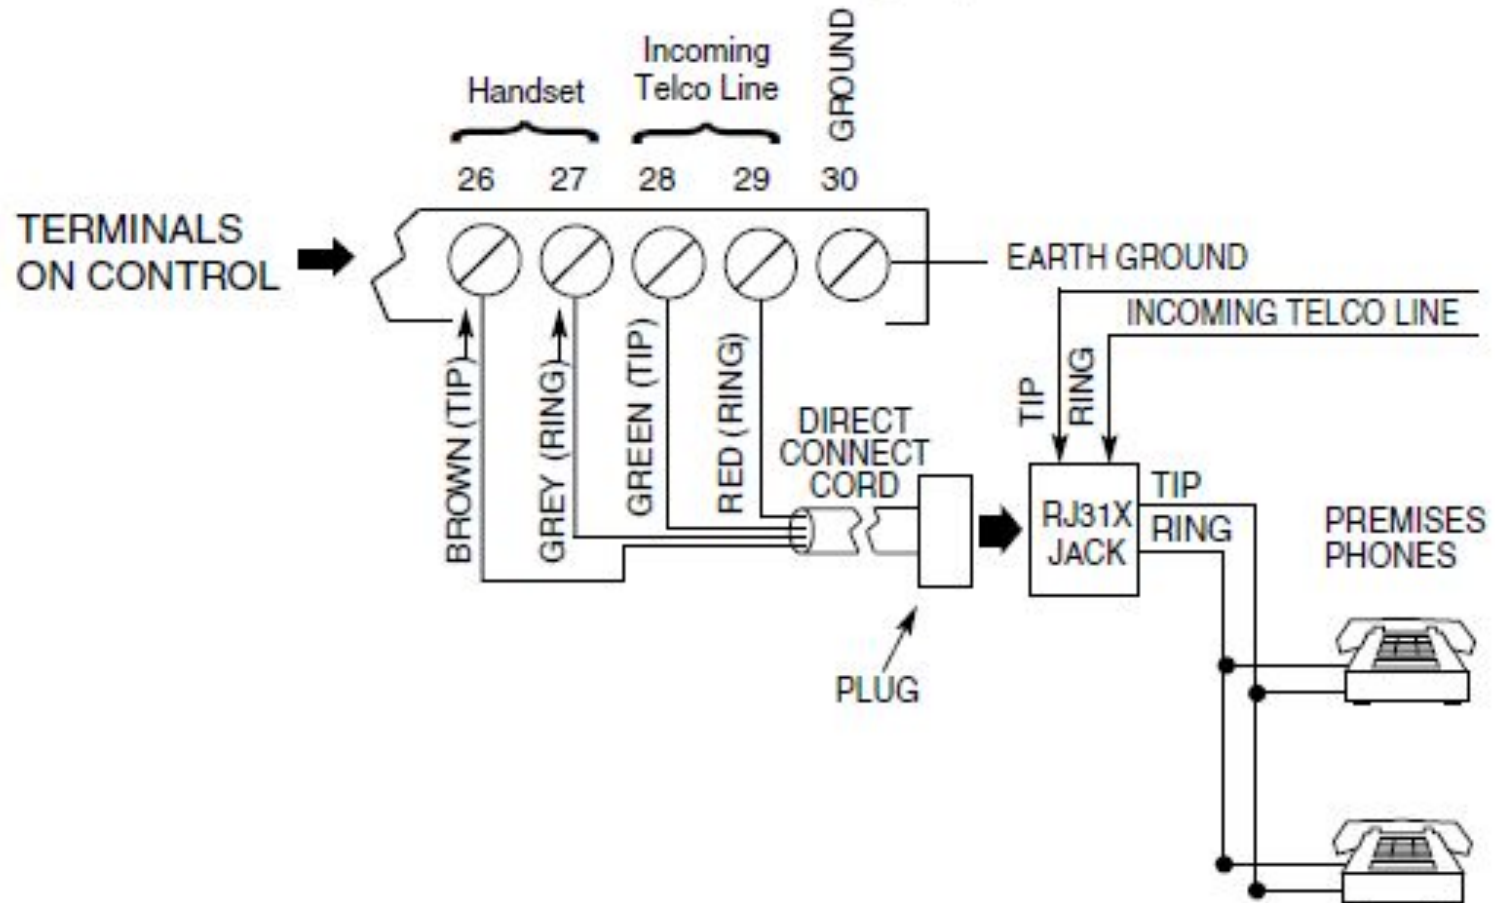 Handset
Incoming
Telco Line
GROUND
26 27 28 29 30
TERMINALS
ON CONTROL
EARTH GROUND
INCOMING TELCO LINE
BROWN (TIP)
GREY (RING)
GREEN (TIP)
RED (RING)
DIRECT
CONNECT
CORD
TIP
RING
RJ31X
JACK
TIP
RING
PREMISES
PHONES
PLUG